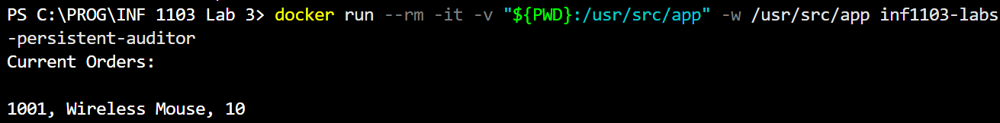 PS C:\PROG\INF 1103 Lab 3> docker run --rm -it -v "${PWD}:/usr/src/app" -w /usr/src/app inf1103-labs
-persistent-auditor
Current Orders:
1001, Wireless Mouse, 10